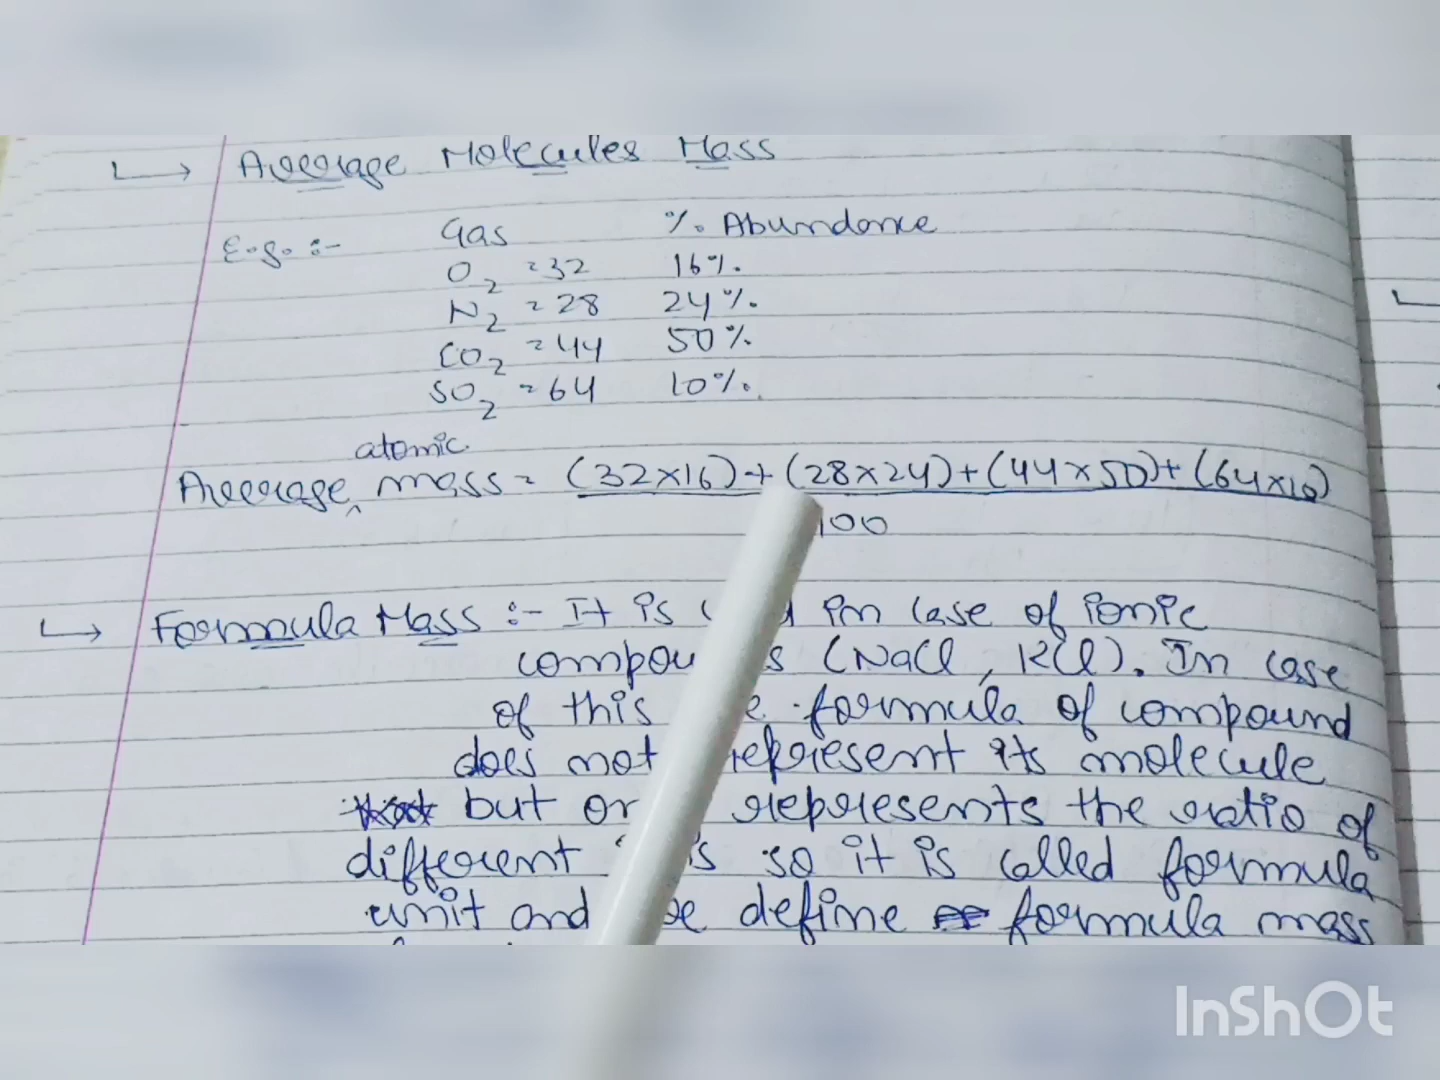 Average Molecules Mass
E.g. :- Gas % Abundance
O2 = 32 16%.
N2 = 28 24%.
CO2 = 44 50%.
SO2 = 64 10%.
atomic
Average ^ mass = (32×16)+(28×24)+(44×50)+(64×10)
100
Formula Mass :- It is in case of ionic
(NaCl, KCl). In case
of this formula of compound
does not represent its molecule
but represents the ratio of
different so it is called formula
unit and define formula mass
InShOt